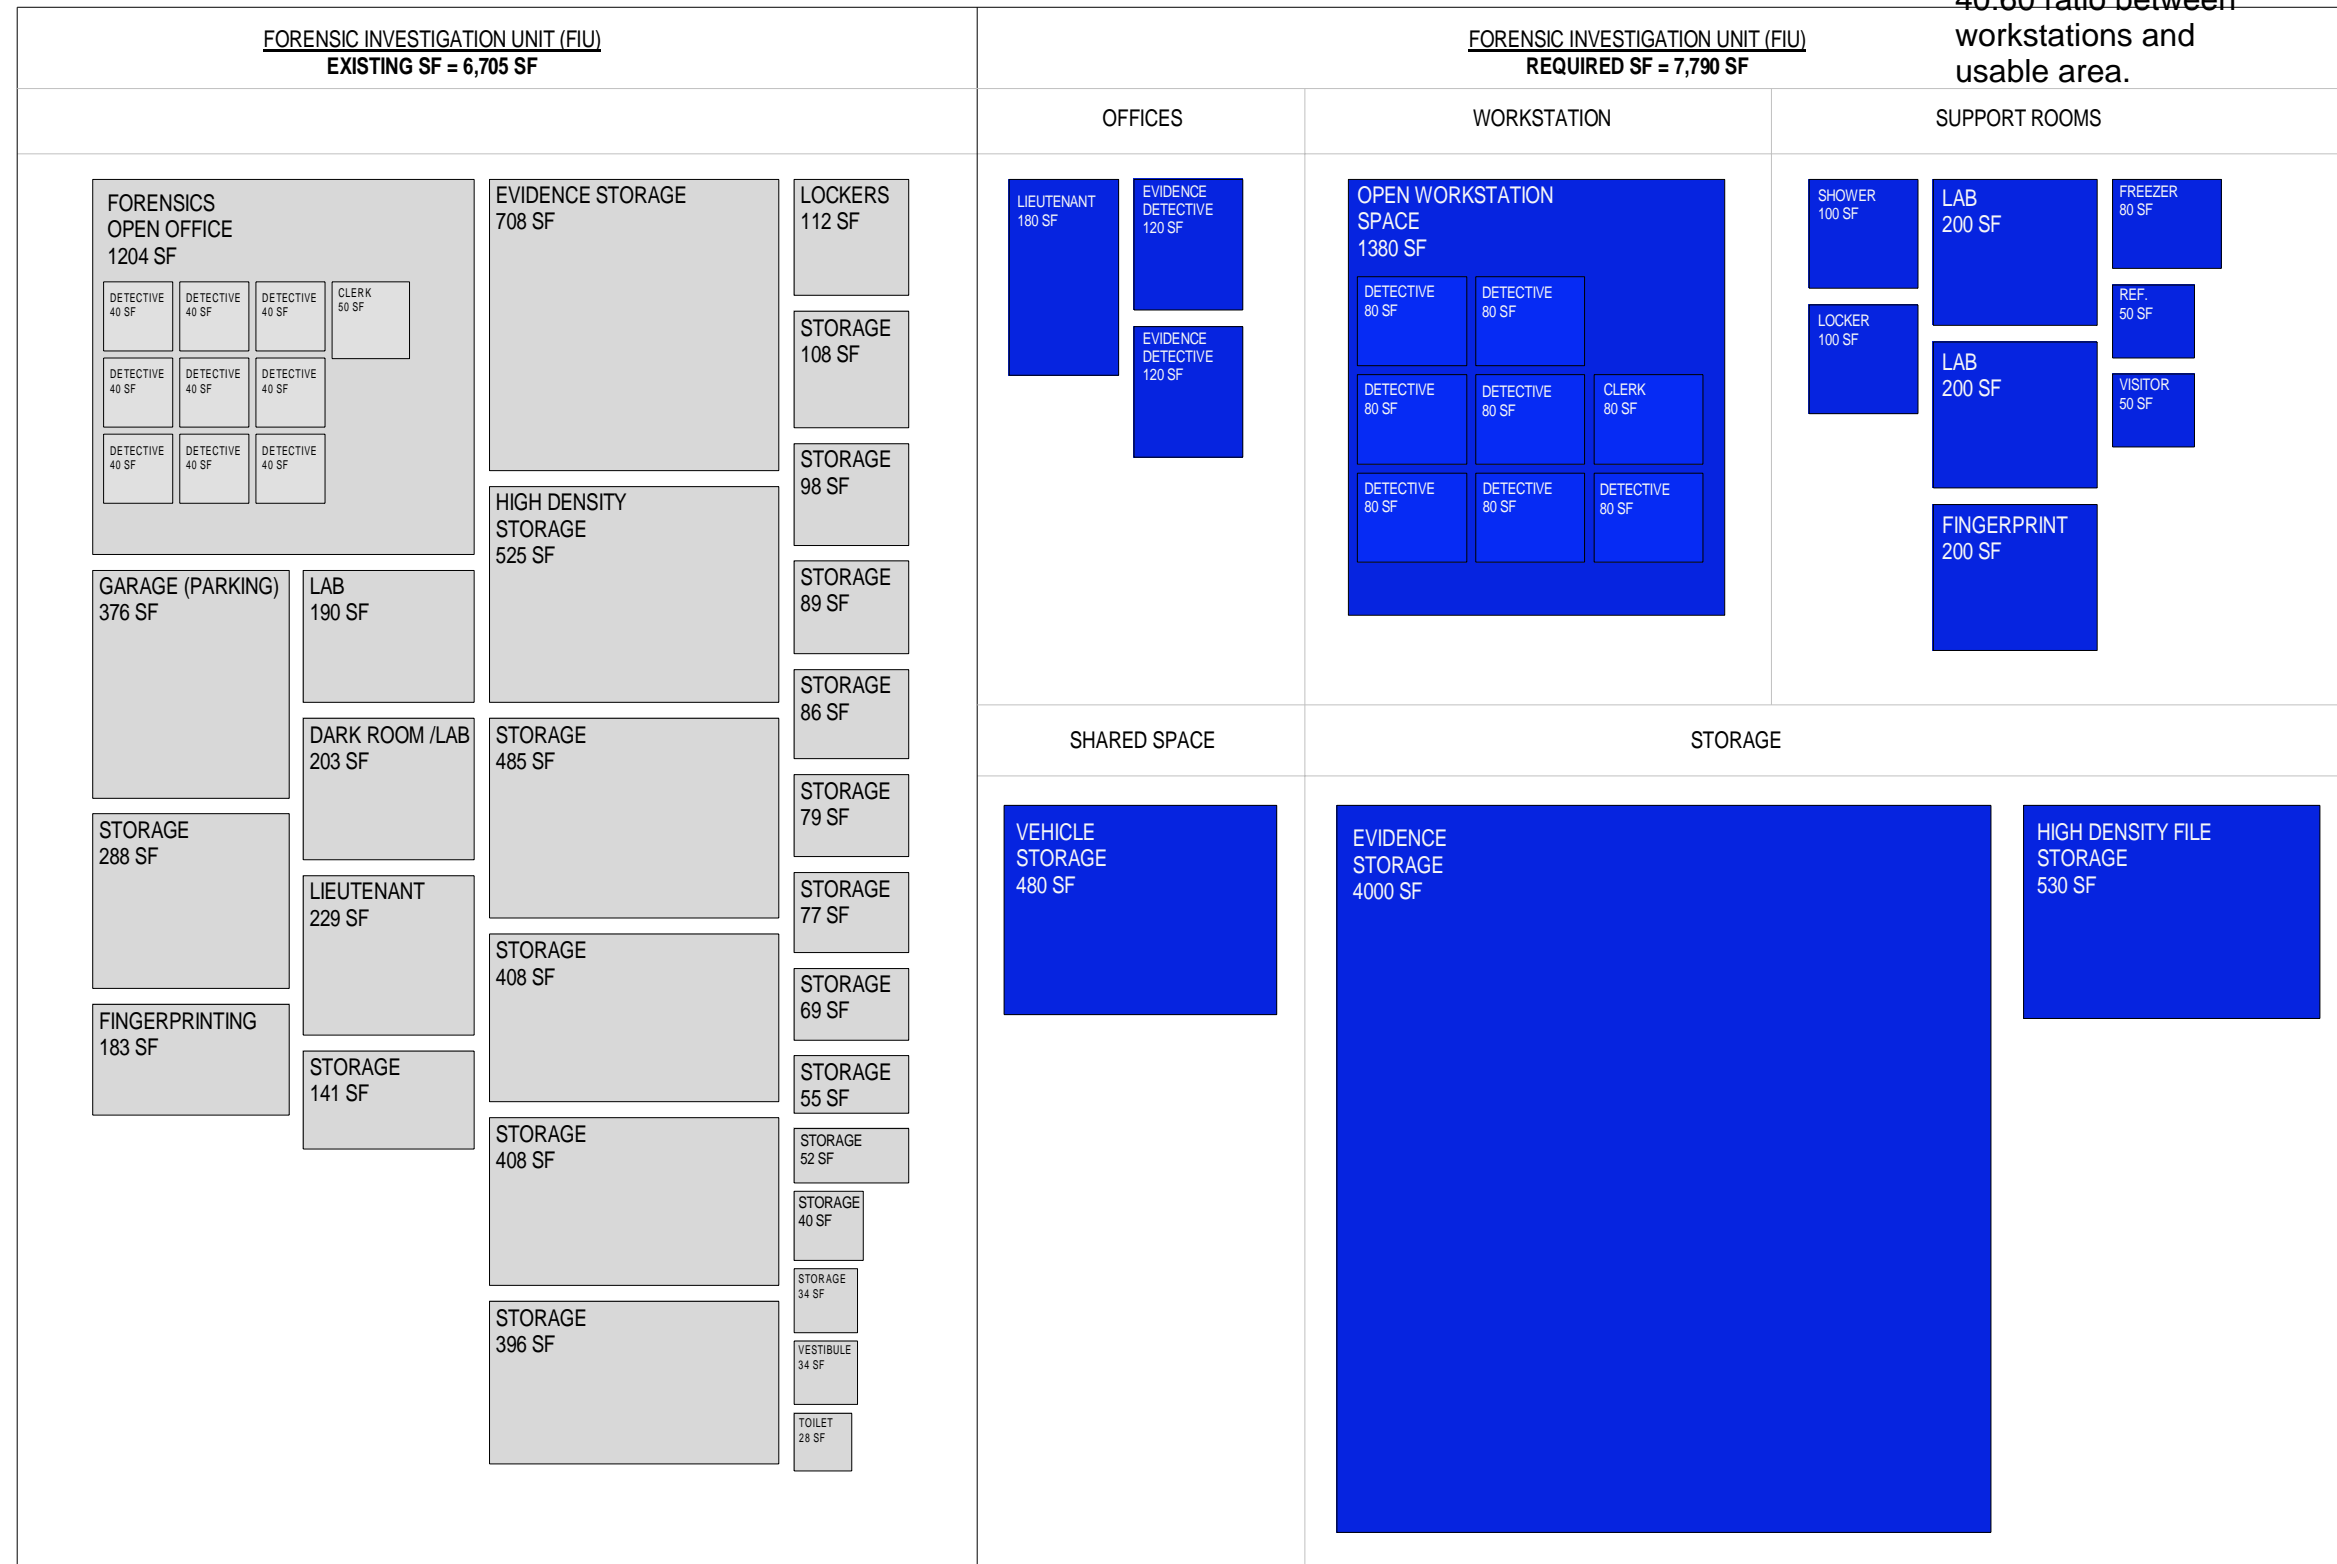 40:60 ratio between
workstations and
usable area.
FORENSIC INVESTIGATION UNIT (FIU)
EXISTING SF = 6,705 SF
FORENSICS
OPEN OFFICE
1204 SF
DETECTIVE
40 SF
DETECTIVE
40 SF
DETECTIVE
40 SF
CLERK
50 SF
DETECTIVE
40 SF
DETECTIVE
40 SF
DETECTIVE
40 SF
DETECTIVE
40 SF
DETECTIVE
40 SF
DETECTIVE
40 SF
GARAGE (PARKING)
376 SF
STORAGE
288 SF
FINGERPRINTING
183 SF
LAB
190 SF
DARK ROOM /LAB
203 SF
LIEUTENANT
229 SF
STORAGE
141 SF
EVIDENCE STORAGE
708 SF
HIGH DENSITY
STORAGE
525 SF
STORAGE
485 SF
STORAGE
408 SF
STORAGE
408 SF
STORAGE
396 SF
LOCKERS
112 SF
STORAGE
108 SF
STORAGE
98 SF
STORAGE
89 SF
STORAGE
86 SF
STORAGE
79 SF
STORAGE
77 SF
STORAGE
69 SF
STORAGE
55 SF
STORAGE
52 SF
STORAGE
40 SF
STORAGE
34 SF
VESTIBULE
34 SF
TOILET
28 SF
FORENSIC INVESTIGATION UNIT (FIU)
REQUIRED SF = 7,790 SF
OFFICES
LIEUTENANT
180 SF
EVIDENCE
DETECTIVE
120 SF
EVIDENCE
DETECTIVE
120 SF
WORKSTATION
OPEN WORKSTATION
SPACE
1380 SF
DETECTIVE
80 SF
DETECTIVE
80 SF
DETECTIVE
80 SF
DETECTIVE
80 SF
CLERK
80 SF
DETECTIVE
80 SF
DETECTIVE
80 SF
DETECTIVE
80 SF
SUPPORT ROOMS
SHOWER
100 SF
LOCKER
100 SF
LAB
200 SF
LAB
200 SF
FINGERPRINT
200 SF
FREEZER
80 SF
REF.
50 SF
VISITOR
50 SF
SHARED SPACE
VEHICLE
STORAGE
480 SF
STORAGE
EVIDENCE
STORAGE
4000 SF
HIGH DENSITY FILE
STORAGE
530 SF